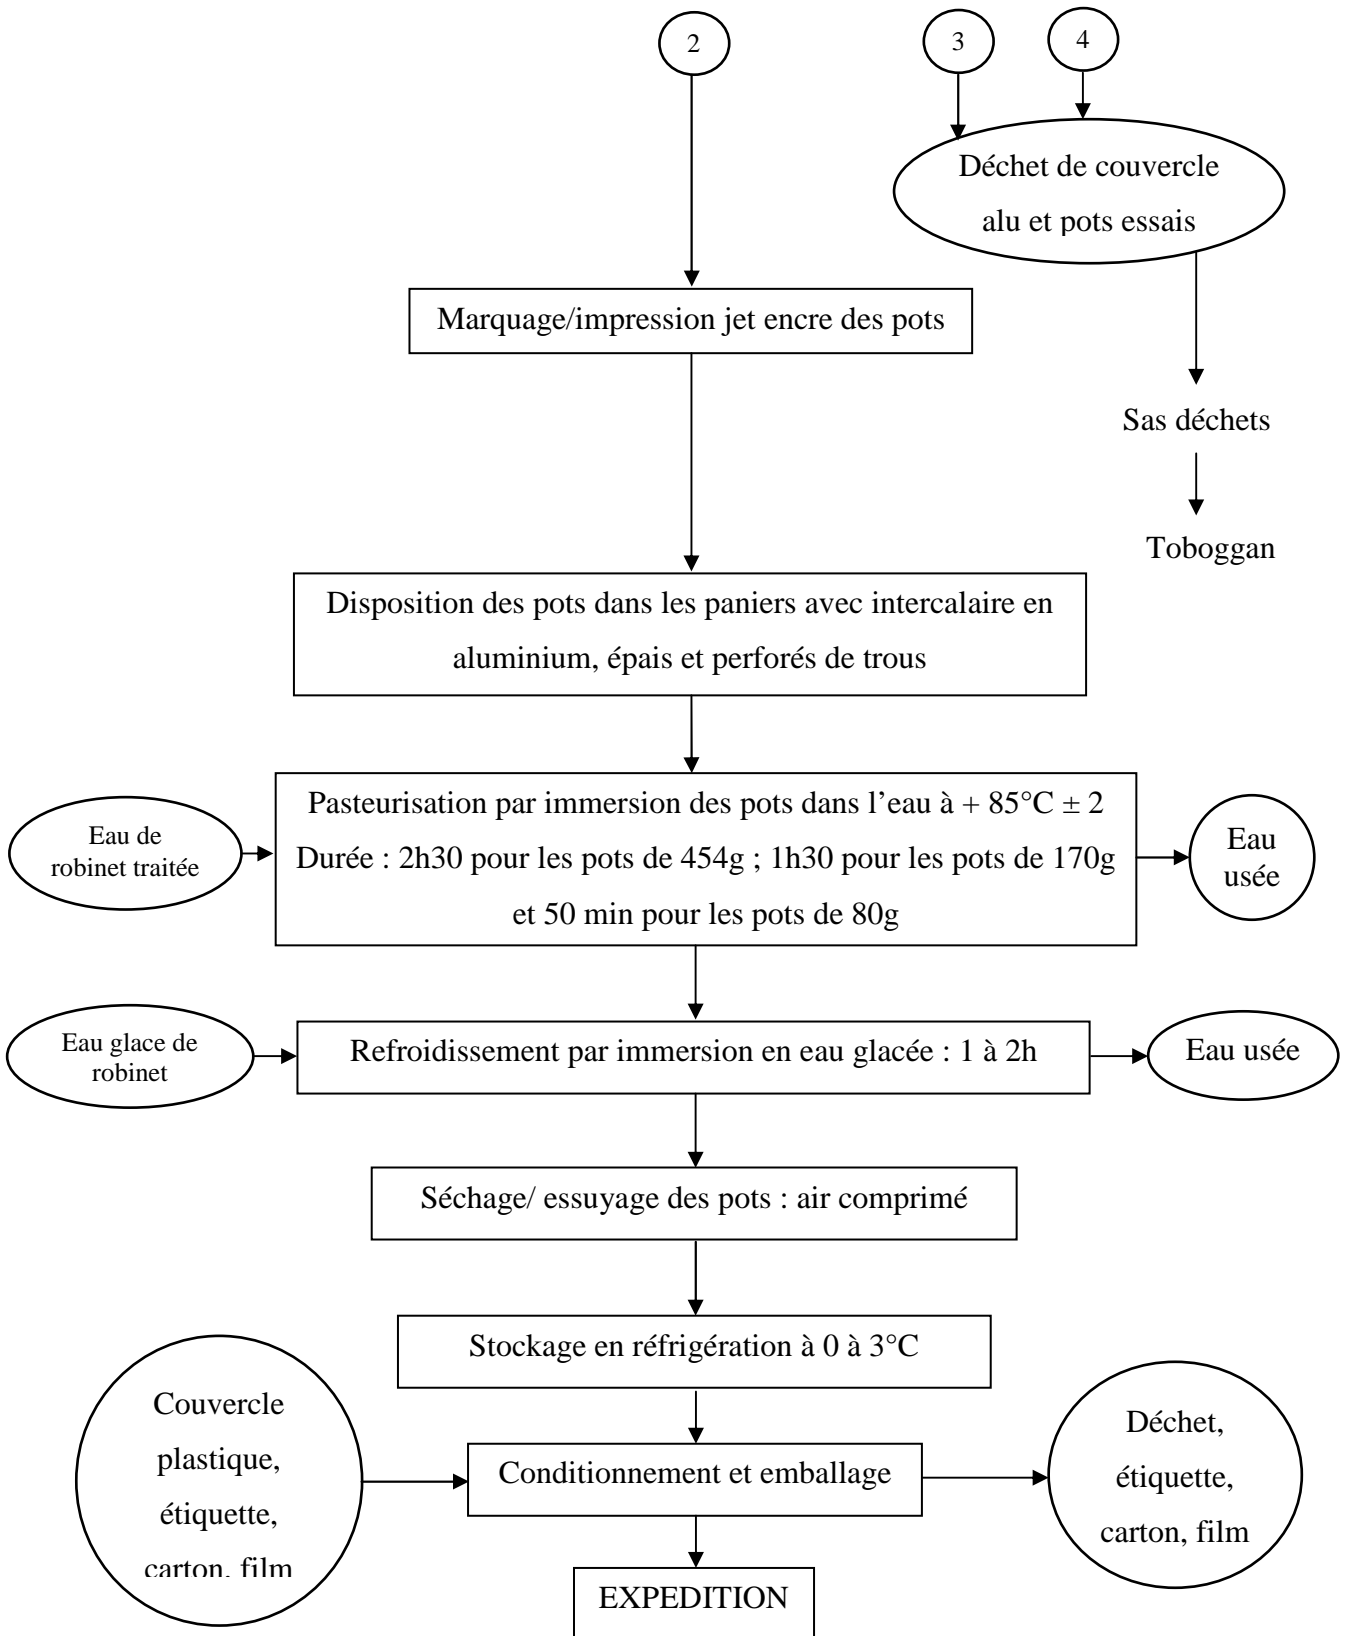 2
3
4
Déchet de couvercle
alu et pots essais
Marquage/impression jet encre des pots
Sas déchets
Toboggan
Disposition des pots dans les paniers avec intercalaire en
aluminium, épais et perforés de trous
Pasteurisation par immersion des pots dans l’eau à + 85°C ± 2
Durée : 2h30 pour les pots de 454g ; 1h30 pour les pots de 170g
et 50 min pour les pots de 80g
Eau de
robinet traitée
Eau
usée
Eau glace de
robinet
Refroidissement par immersion en eau glacée : 1 à 2h
Eau usée
Séchage/ essuyage des pots : air comprimé
Stockage en réfrigération à 0 à 3°C
Couvercle
plastique,
étiquette,
carton, film
Conditionnement et emballage
Déchet,
étiquette,
carton, film
EXPEDITION